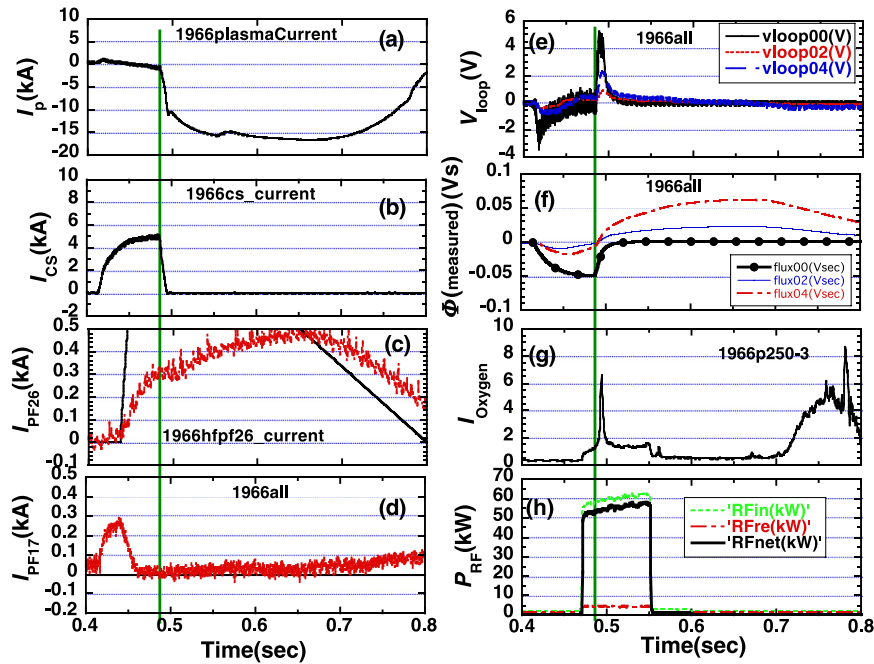 1966plasmaCurrent
(a)
I_p(kA)
10
5
0
-5
-10
-15
-20
1966cs_current
(b)
I_CS(kA)
10
8
6
4
2
0
-2
(c)
I_PF26(kA)
0.5
0.4
0.3
0.2
0.1
0
-0.1
1966hfpf26_current
1966all
(d)
I_PF17(kA)
0.5
0.4
0.3
0.2
0.1
0
-0.1
-0.2
0.4 0.5 0.6 0.7 0.8
Time(sec)
(e)
1966all
vloop00(V)
vloop02(V)
vloop04(V)
V_loop(V)
6
4
2
0
-2
-4
1966all
(f)
Φ(measured)(Vs)
0.1
0.05
0
-0.05
-0.1
flux00(Vsec)
flux02(Vsec)
flux04(Vsec)
(g)
1966p250-3
I_Oxygen
10
8
6
4
2
0
(h)
P_RF(kW)
70
60
50
40
30
20
10
0
'RFin(kW)'
'RFre(kW)'
'RFnet(kW)'
0.4 0.5 0.6 0.7 0.8
Time(sec)